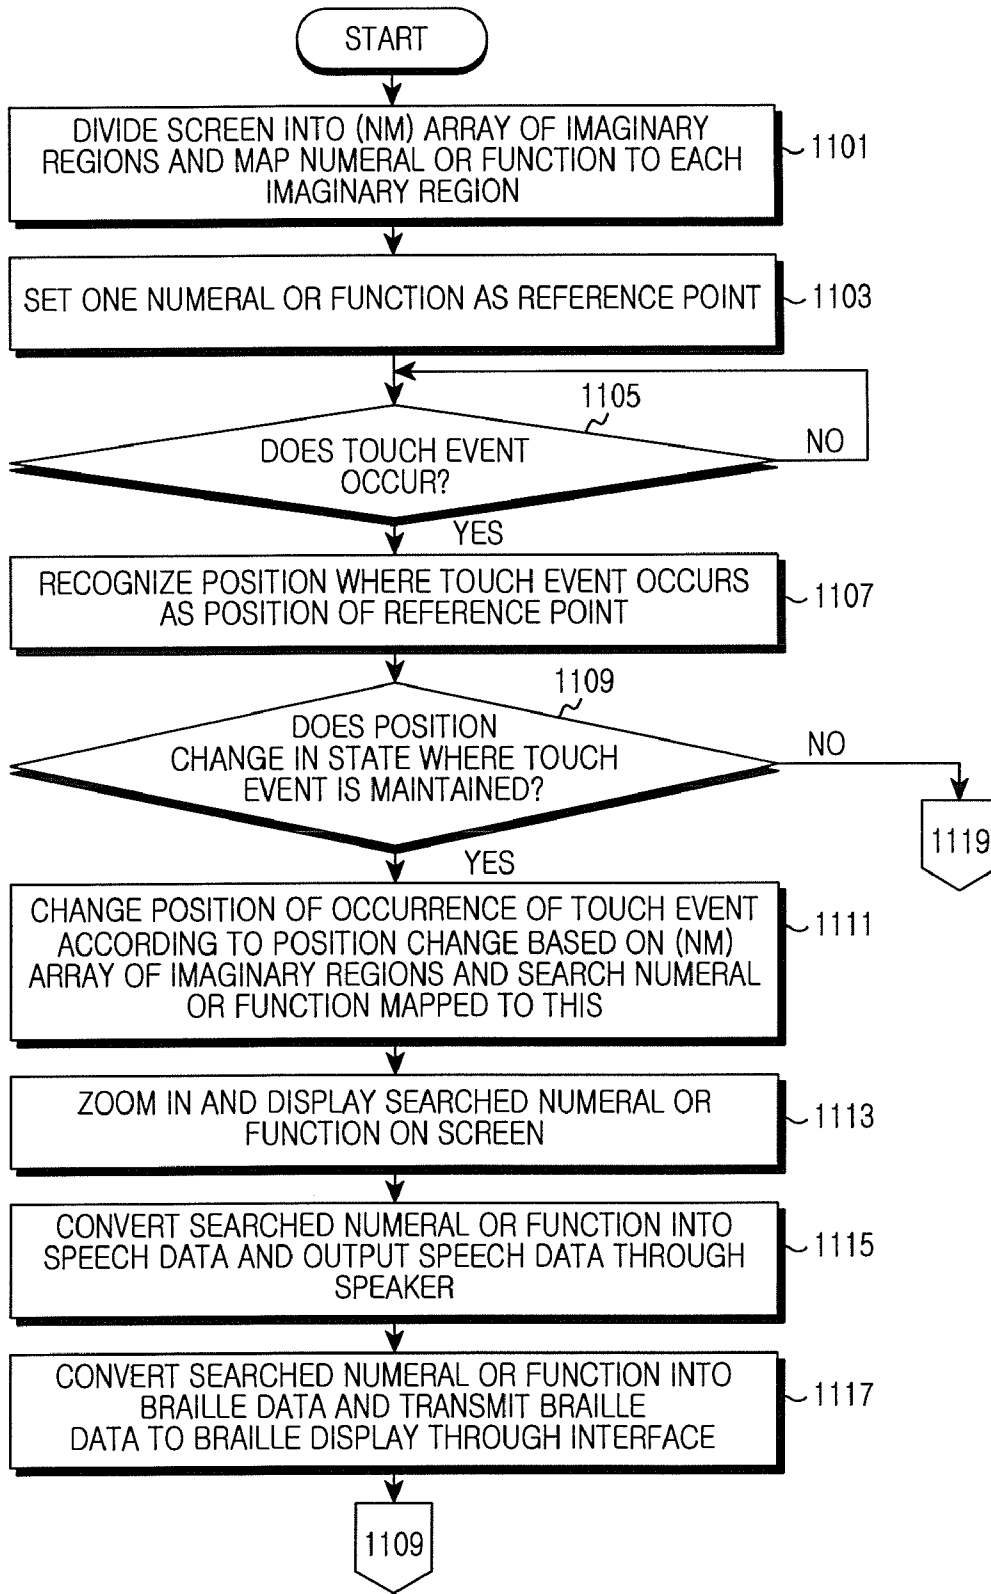 START
DIVIDE SCREEN INTO (NM) ARRAY OF IMAGINARY
REGIONS AND MAP NUMERAL OR FUNCTION TO EACH
IMAGINARY REGION
1101
SET ONE NUMERAL OR FUNCTION AS REFERENCE POINT
1103
1105
DOES TOUCH EVENT
OCCUR?
NO
YES
RECOGNIZE POSITION WHERE TOUCH EVENT OCCURS
AS POSITION OF REFERENCE POINT
1107
1109
DOES POSITION
CHANGE IN STATE WHERE TOUCH
EVENT IS MAINTAINED?
NO
1119
YES
CHANGE POSITION OF OCCURRENCE OF TOUCH EVENT
ACCORDING TO POSITION CHANGE BASED ON (NM)
ARRAY OF IMAGINARY REGIONS AND SEARCH NUMERAL
OR FUNCTION MAPPED TO THIS
1111
ZOOM IN AND DISPLAY SEARCHED NUMERAL OR
FUNCTION ON SCREEN
1113
CONVERT SEARCHED NUMERAL OR FUNCTION INTO
SPEECH DATA AND OUTPUT SPEECH DATA THROUGH
SPEAKER
1115
CONVERT SEARCHED NUMERAL OR FUNCTION INTO
BRAILLE DATA AND TRANSMIT BRAILLE
DATA TO BRAILLE DISPLAY THROUGH INTERFACE
1117
1109